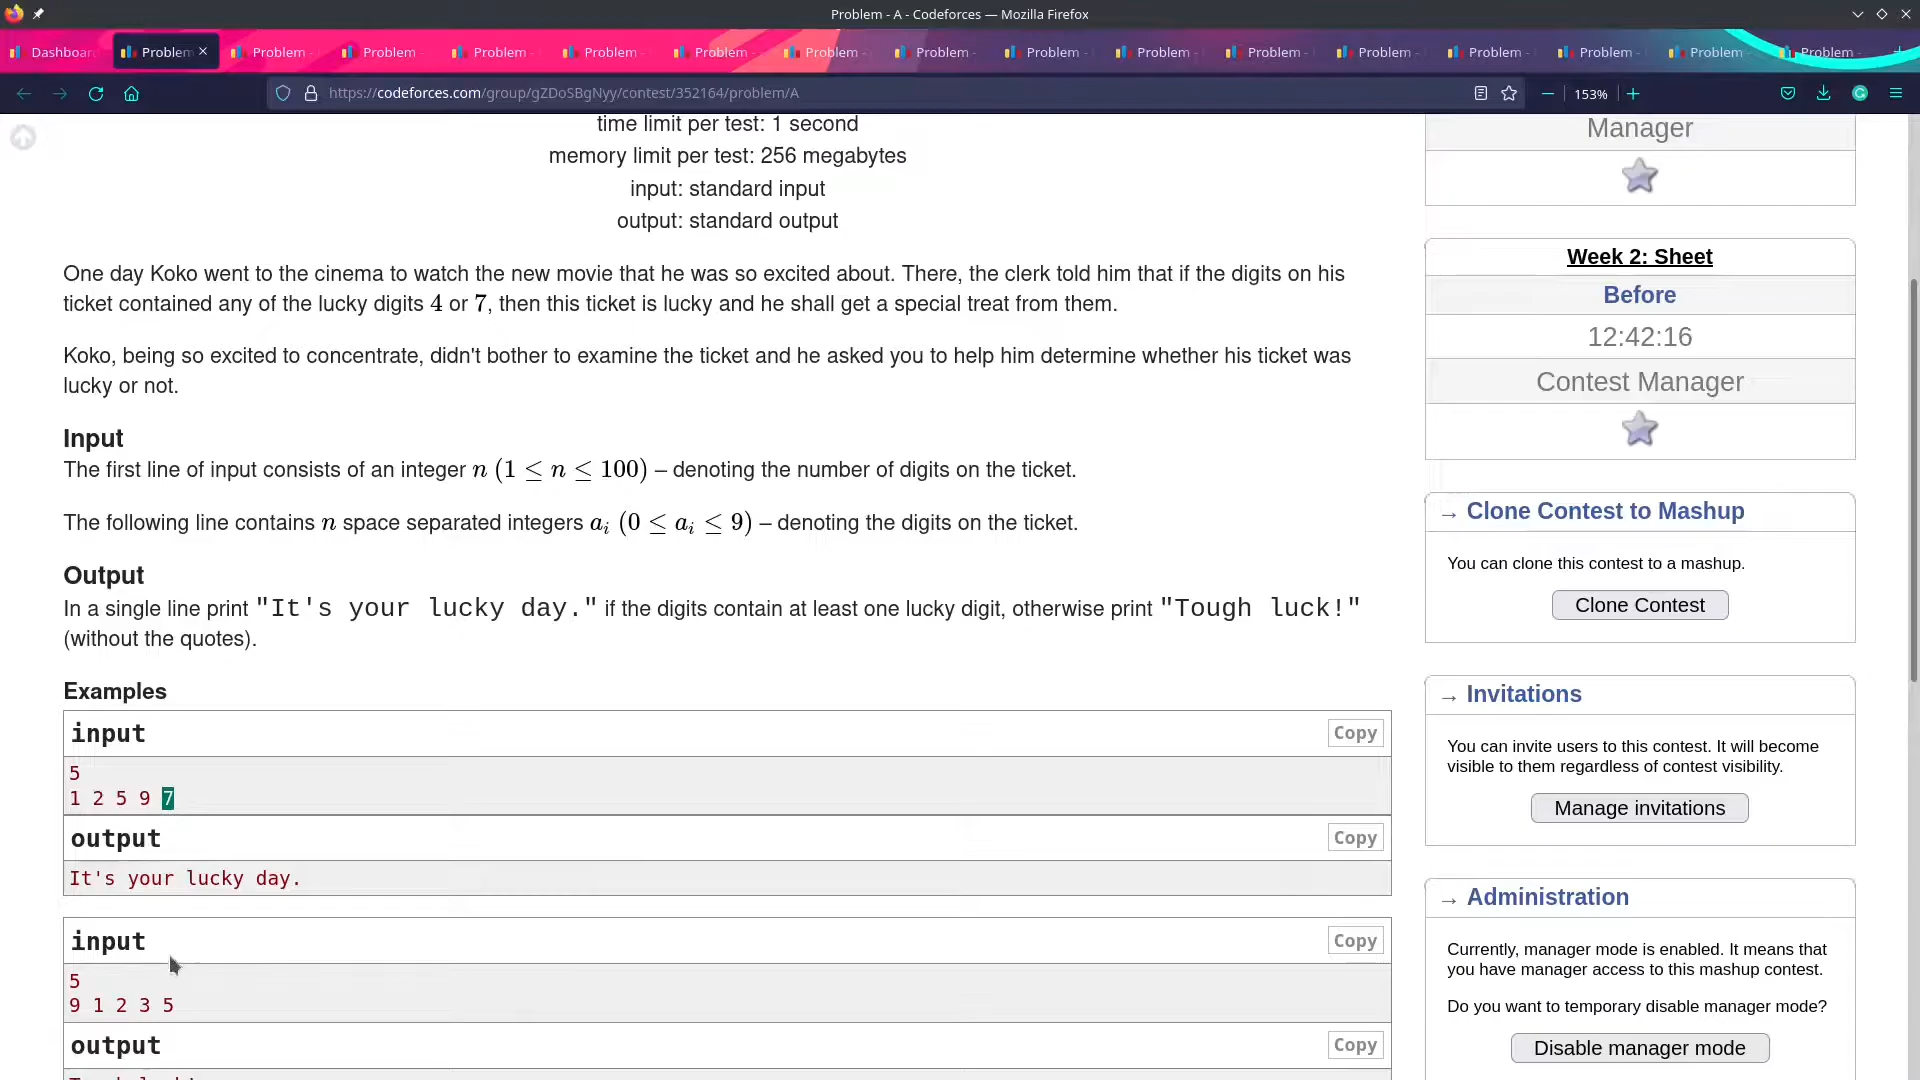 Problem - A - Codeforces — Mozilla Firefox
Dashboar Problem Problem - Problem Problem - Problem Problem - Problem - Problem - Problem Problem - Problem - Problem - Problem - Problem - Problem - Problem -
https://codeforces.com/group/gZDoSBgNyy/contest/352164/problem/A 153%
time limit per test: 1 second
memory limit per test: 256 megabytes
input: standard input
output: standard output
One day Koko went to the cinema to watch the new movie that he was so excited about. There, the clerk told him that if the digits on his
ticket contained any of the lucky digits 4 or 7, then this ticket is lucky and he shall get a special treat from them.
Koko, being so excited to concentrate, didn't bother to examine the ticket and he asked you to help him determine whether his ticket was
lucky or not.
Input
The first line of input consists of an integer n (1 ≤ n ≤ 100) – denoting the number of digits on the ticket.
The following line contains n space separated integers a_i (0 ≤ a_i ≤ 9) – denoting the digits on the ticket.
Output
In a single line print "It's your lucky day." if the digits contain at least one lucky digit, otherwise print "Tough luck!"
(without the quotes).
Examples
input
Copy
5
1 2 5 9 7
output
Copy
It's your lucky day.
input
Copy
5
9 1 2 3 5
output
Copy
Manager
Week 2: Sheet
Before
12:42:16
Contest Manager
→ Clone Contest to Mashup
You can clone this contest to a mashup.
Clone Contest
→ Invitations
You can invite users to this contest. It will become
visible to them regardless of contest visibility.
Manage invitations
→ Administration
Currently, manager mode is enabled. It means that
you have manager access to this mashup contest.
Do you want to temporary disable manager mode?
Disable manager mode